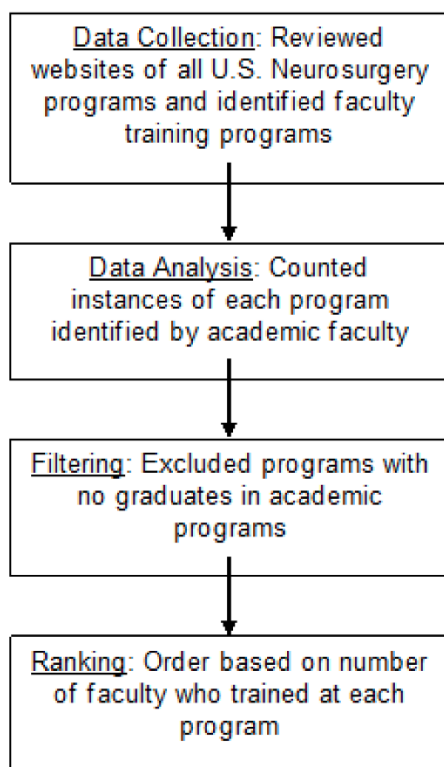 Data Collection: Reviewed
websites of all U.S. Neurosurgery
programs and identified faculty
training programs
Data Analysis: Counted
instances of each program
identified by academic faculty
Filtering: Excluded programs with
no graduates in academic
programs
Ranking: Order based on number
of faculty who trained at each
program